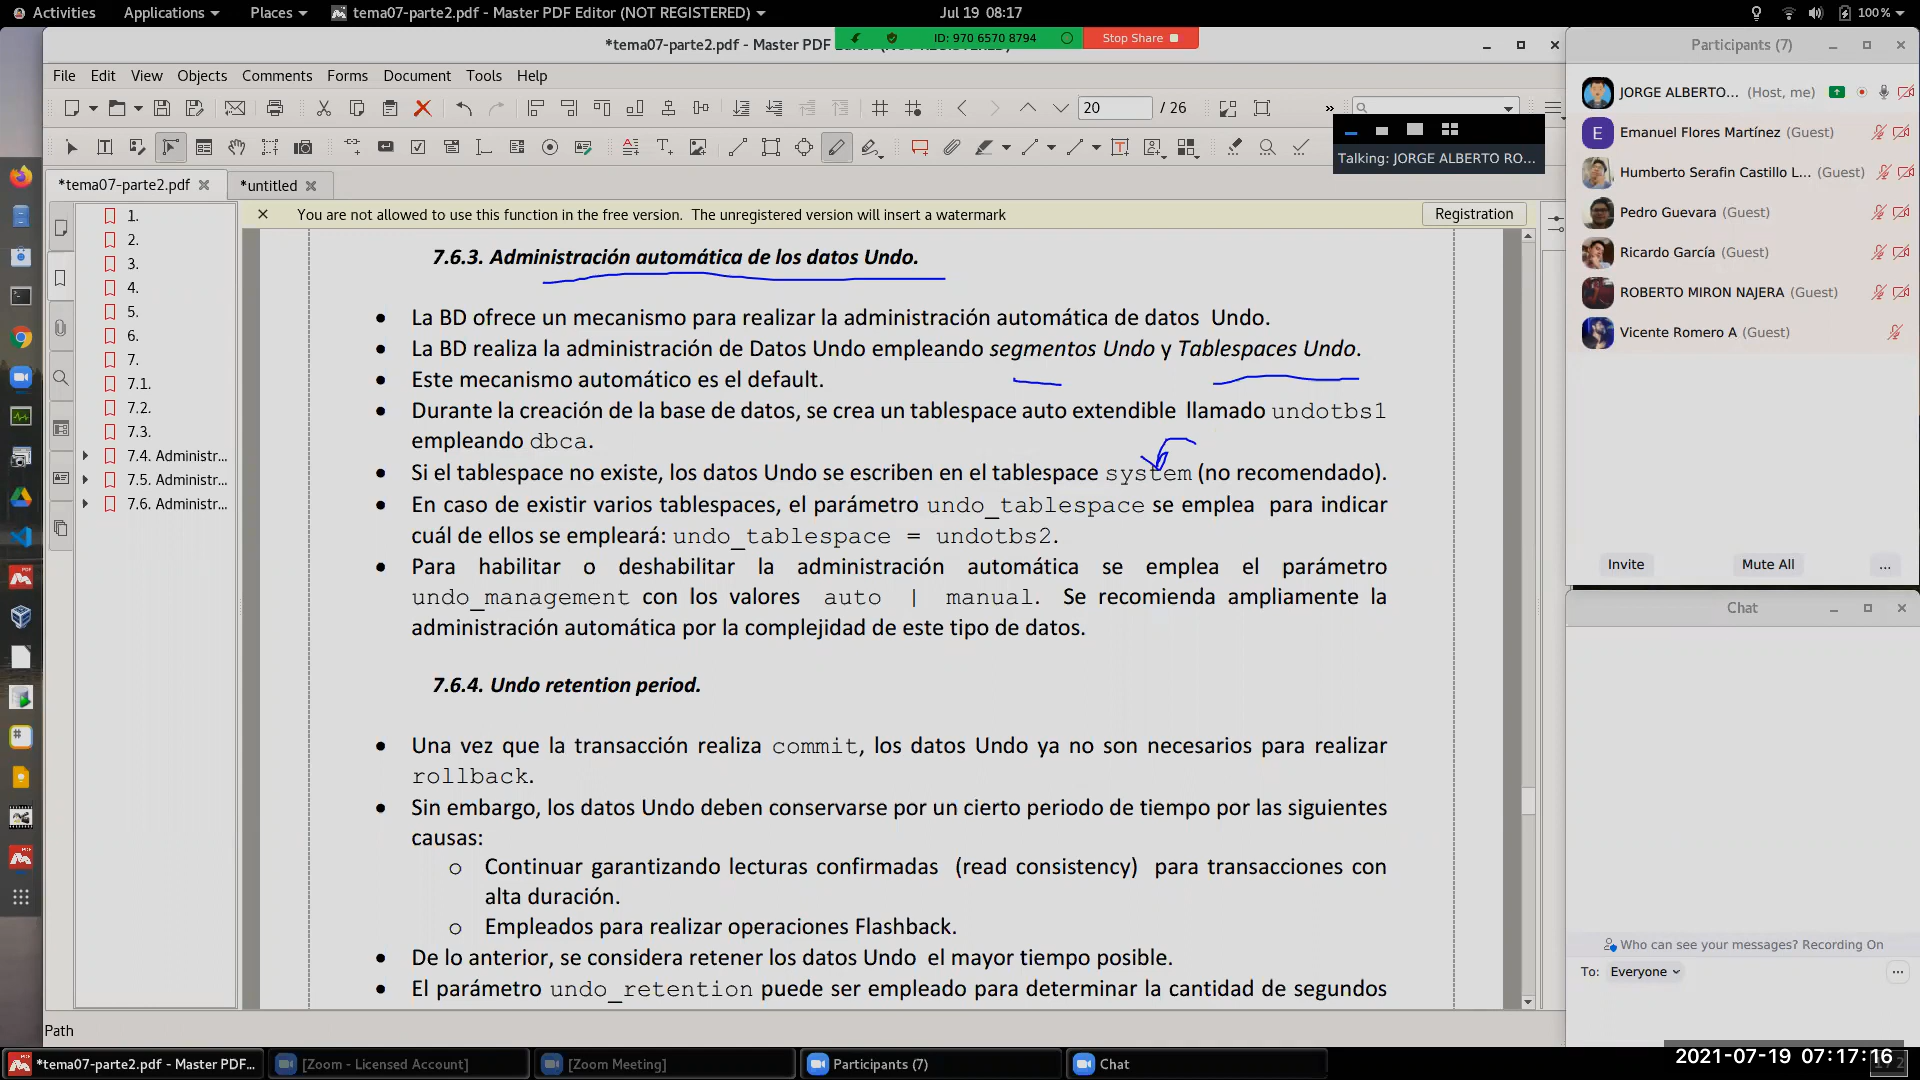 Activities
Applications
Places
tema07-parte2.pdf - Master PDF Editor (NOT REGISTERED)
Jul 19 08:17
100%
*tema07-parte2.pdf - Master PDF
ID: 970 6570 8794
Stop Share
File Edit View Objects Comments Forms Document Tools Help
20 / 26
»
Talking: JORGE ALBERTO RO...
*tema07-parte2.pdf
*untitled
You are not allowed to use this function in the free version. The unregistered version will insert a watermark
Registration
1.
2.
3.
4.
5.
6.
7.
7.1.
7.2.
7.3.
7.4. Administr...
7.5. Administr...
7.6. Administr...
7.6.3. Administración automática de los datos Undo.
• La BD ofrece un mecanismo para realizar la administración automática de datos Undo.
• La BD realiza la administración de Datos Undo empleando segmentos Undo y Tablespaces Undo.
• Este mecanismo automático es el default.
• Durante la creación de la base de datos, se crea un tablespace auto extendible llamado undotbs1
empleando dbca.
• Si el tablespace no existe, los datos Undo se escriben en el tablespace system (no recomendado).
• En caso de existir varios tablespaces, el parámetro undo_tablespace se emplea para indicar
cuál de ellos se empleará: undo_tablespace = undotbs2.
• Para habilitar o deshabilitar la administración automática se emplea el parámetro
undo_management con los valores auto | manual. Se recomienda ampliamente la
administración automática por la complejidad de este tipo de datos.
7.6.4. Undo retention period.
• Una vez que la transacción realiza commit, los datos Undo ya no son necesarios para realizar
rollback.
• Sin embargo, los datos Undo deben conservarse por un cierto periodo de tiempo por las siguientes
causas:
o Continuar garantizando lecturas confirmadas (read consistency) para transacciones con
alta duración.
o Empleados para realizar operaciones Flashback.
• De lo anterior, se considera retener los datos Undo el mayor tiempo posible.
• El parámetro undo_retention puede ser empleado para determinar la cantidad de segundos
Path
Participants (7)
JORGE ALBERTO... (Host, me)
E
Emanuel Flores Martínez (Guest)
Humberto Serafin Castillo L... (Guest)
Pedro Guevara (Guest)
Ricardo García (Guest)
ROBERTO MIRON NAJERA (Guest)
Vicente Romero A (Guest)
Invite
Mute All
...
Chat
Who can see your messages? Recording On
To: Everyone
*tema07-parte2.pdf - Master PDF...
[Zoom - Licensed Account]
[Zoom Meeting]
Participants (7)
Chat
2021-07-19 07:17:16